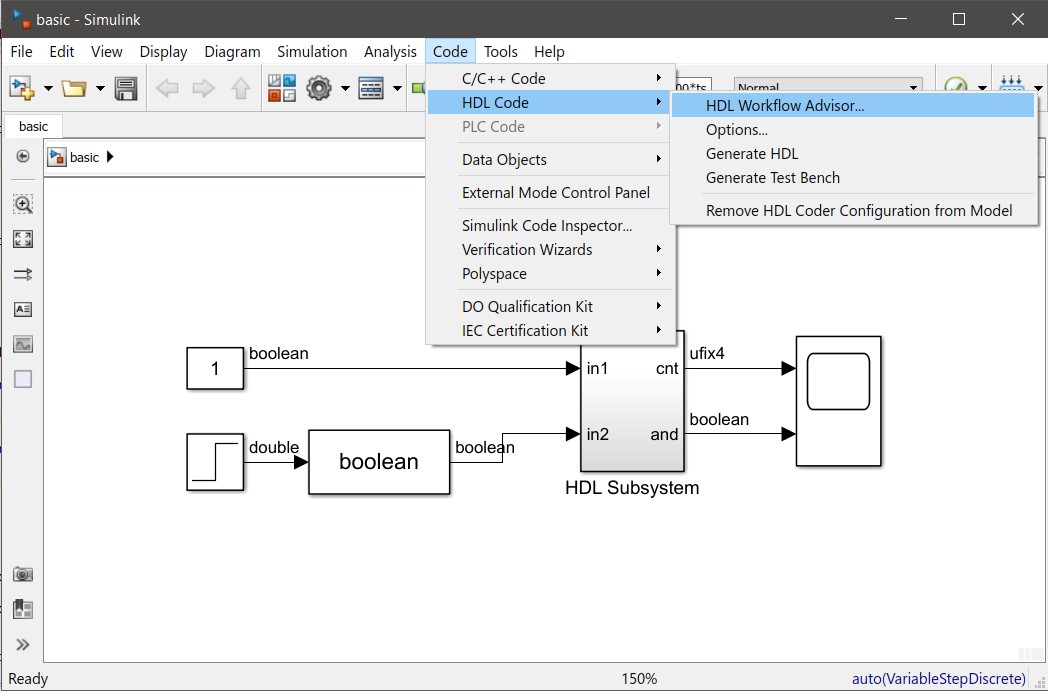 basic - Simulink
File Edit View Display Diagram Simulation Analysis Code Tools Help
00*ts
Normal
C/C++ Code
HDL Code
PLC Code
Data Objects
External Mode Control Panel
Simulink Code Inspector...
Verification Wizards
Polyspace
DO Qualification Kit
IEC Certification Kit
HDL Workflow Advisor...
Options...
Generate HDL
Generate Test Bench
Remove HDL Coder Configuration from Model
basic
basic
1
boolean
in1 cnt
ufix4
double
boolean
boolean
in2 and
boolean
HDL Subsystem
Ready 150% auto(VariableStepDiscrete)